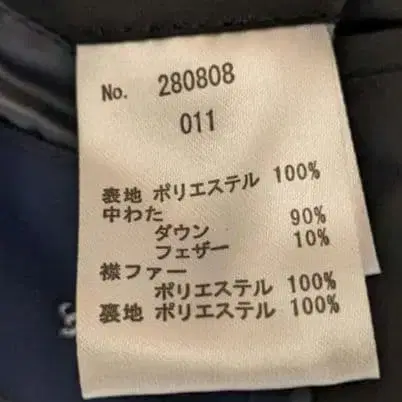 No. 280808
011
表地 ポリエステル 100%
中わた
ダウン 90%
フェザー 10%
襟ファー
ポリエステル 100%
裏地 ポリエステル 100%